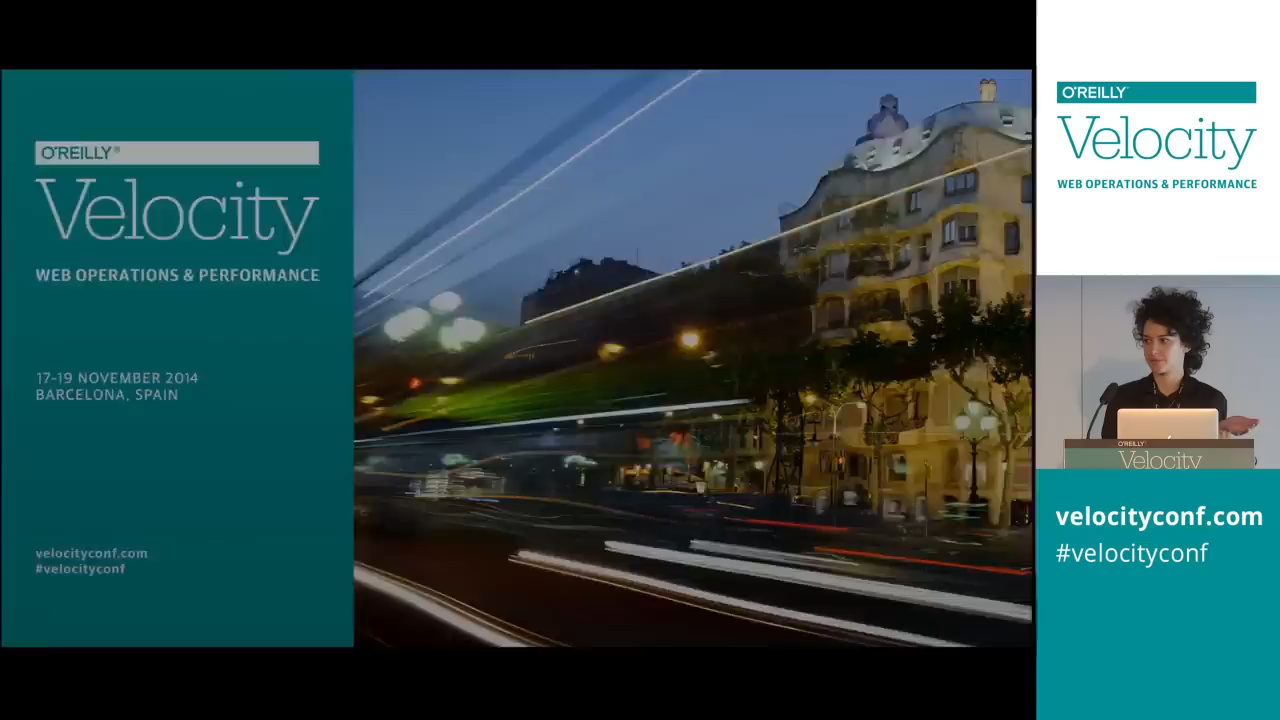 O'REILLY®
Velocity
WEB OPERATIONS & PERFORMANCE
17-19 NOVEMBER 2014
BARCELONA, SPAIN
velocityconf.com
#velocityconf
O'REILLY
Velocity
WEB OPERATIONS & PERFORMANCE
O'REILLY
Velocity
velocityconf.com
#velocityconf